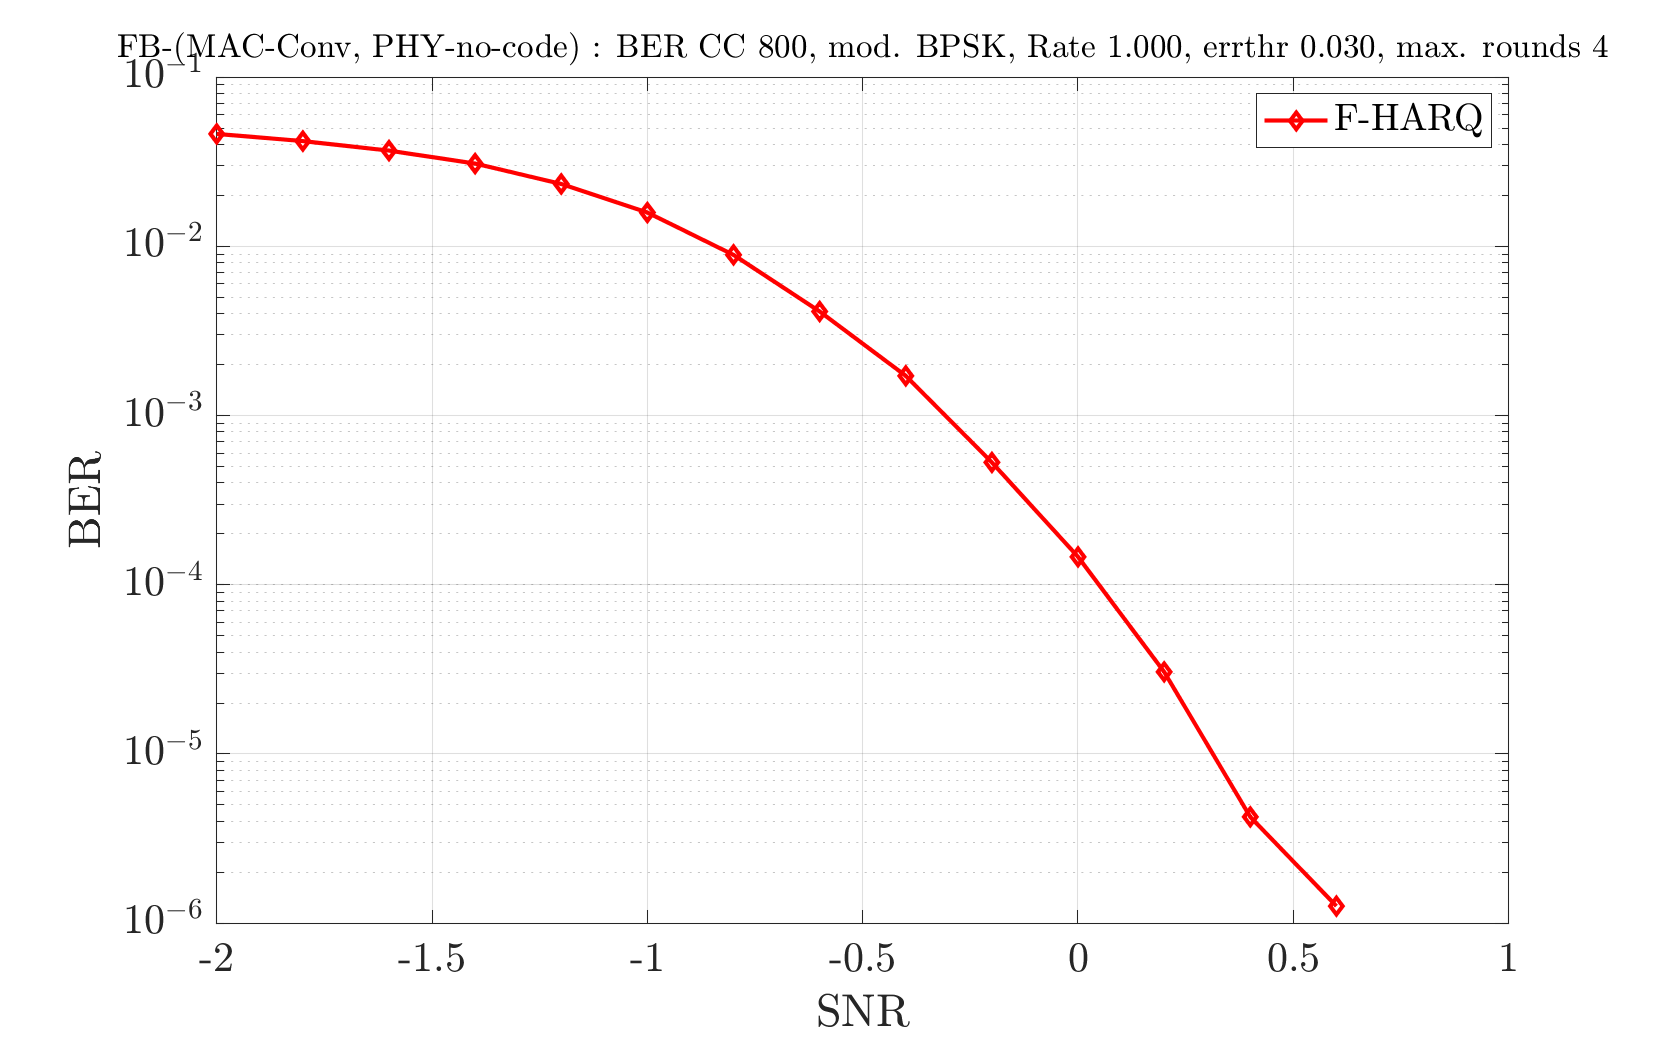 FB-(MAC-Conv, PHY-no-code) : BER CC 800, mod. BPSK, Rate 1.000, errthr 0.030, max. rounds 4
10⁻¹
F-HARQ
10⁻²
10⁻³
BER
10⁻⁴
10⁻⁵
10⁻⁶
-2 -1.5 -1 -0.5 0 0.5 1
SNR